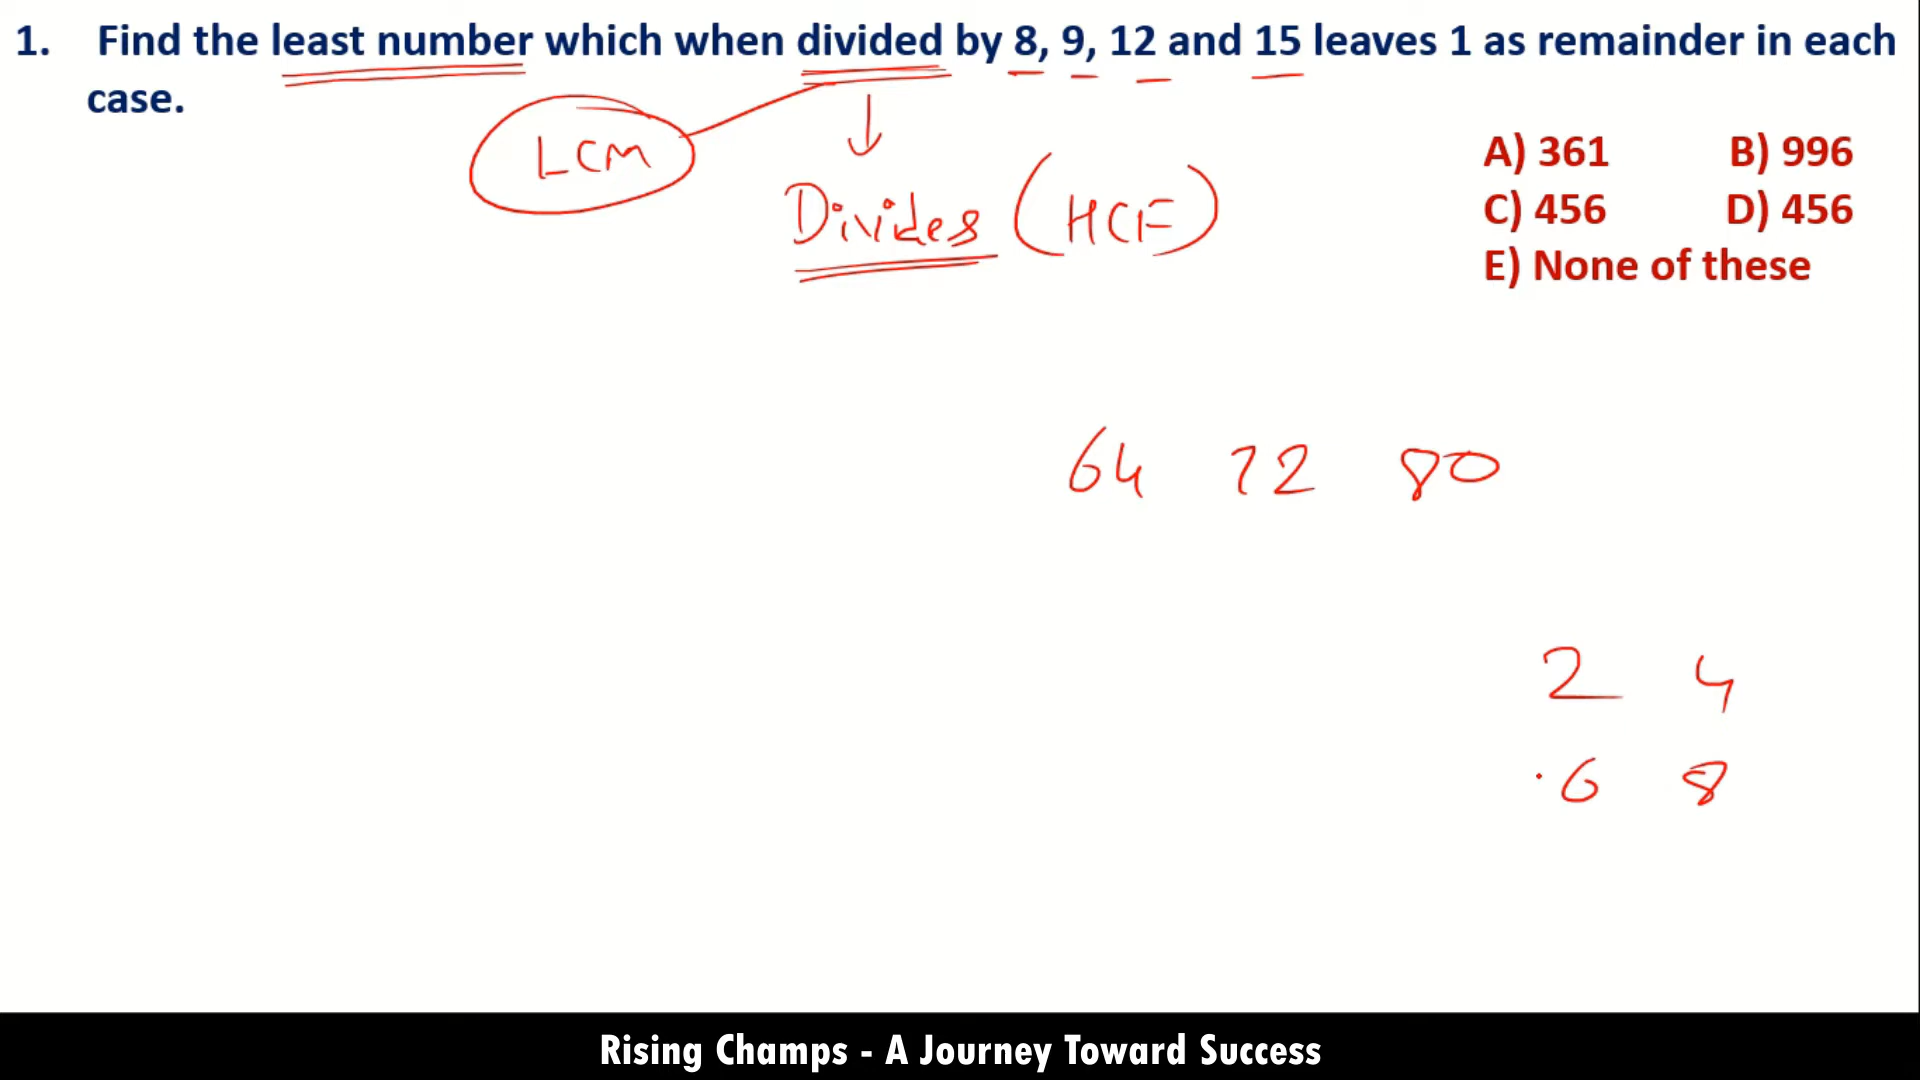 1. Find the least number which when divided by 8, 9, 12 and 15 leaves 1 as remainder in each
case.
LCM
Divides (HCF)
A) 361 B) 996
C) 456 D) 456
E) None of these
64 72 80
2 4
6 8
Rising Champs - A Journey Toward Success